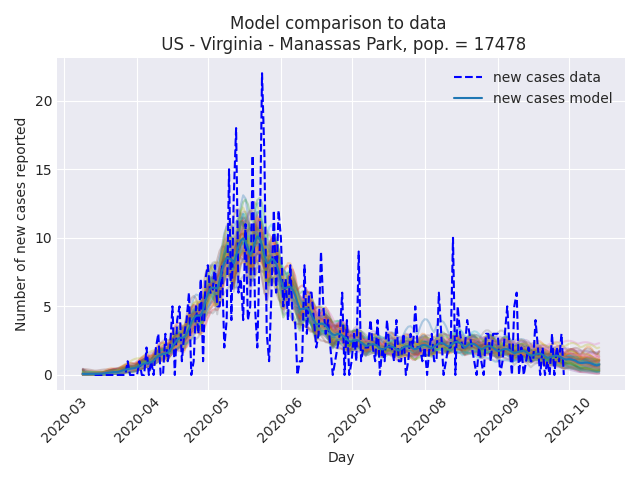 Model comparison to data
US - Virginia - Manassas Park, pop. = 17478
new cases data
new cases model
Number of new cases reported
20
15
10
5
0
2020-03
2020-04
2020-05
2020-06
2020-07
2020-08
2020-09
2020-10
Day